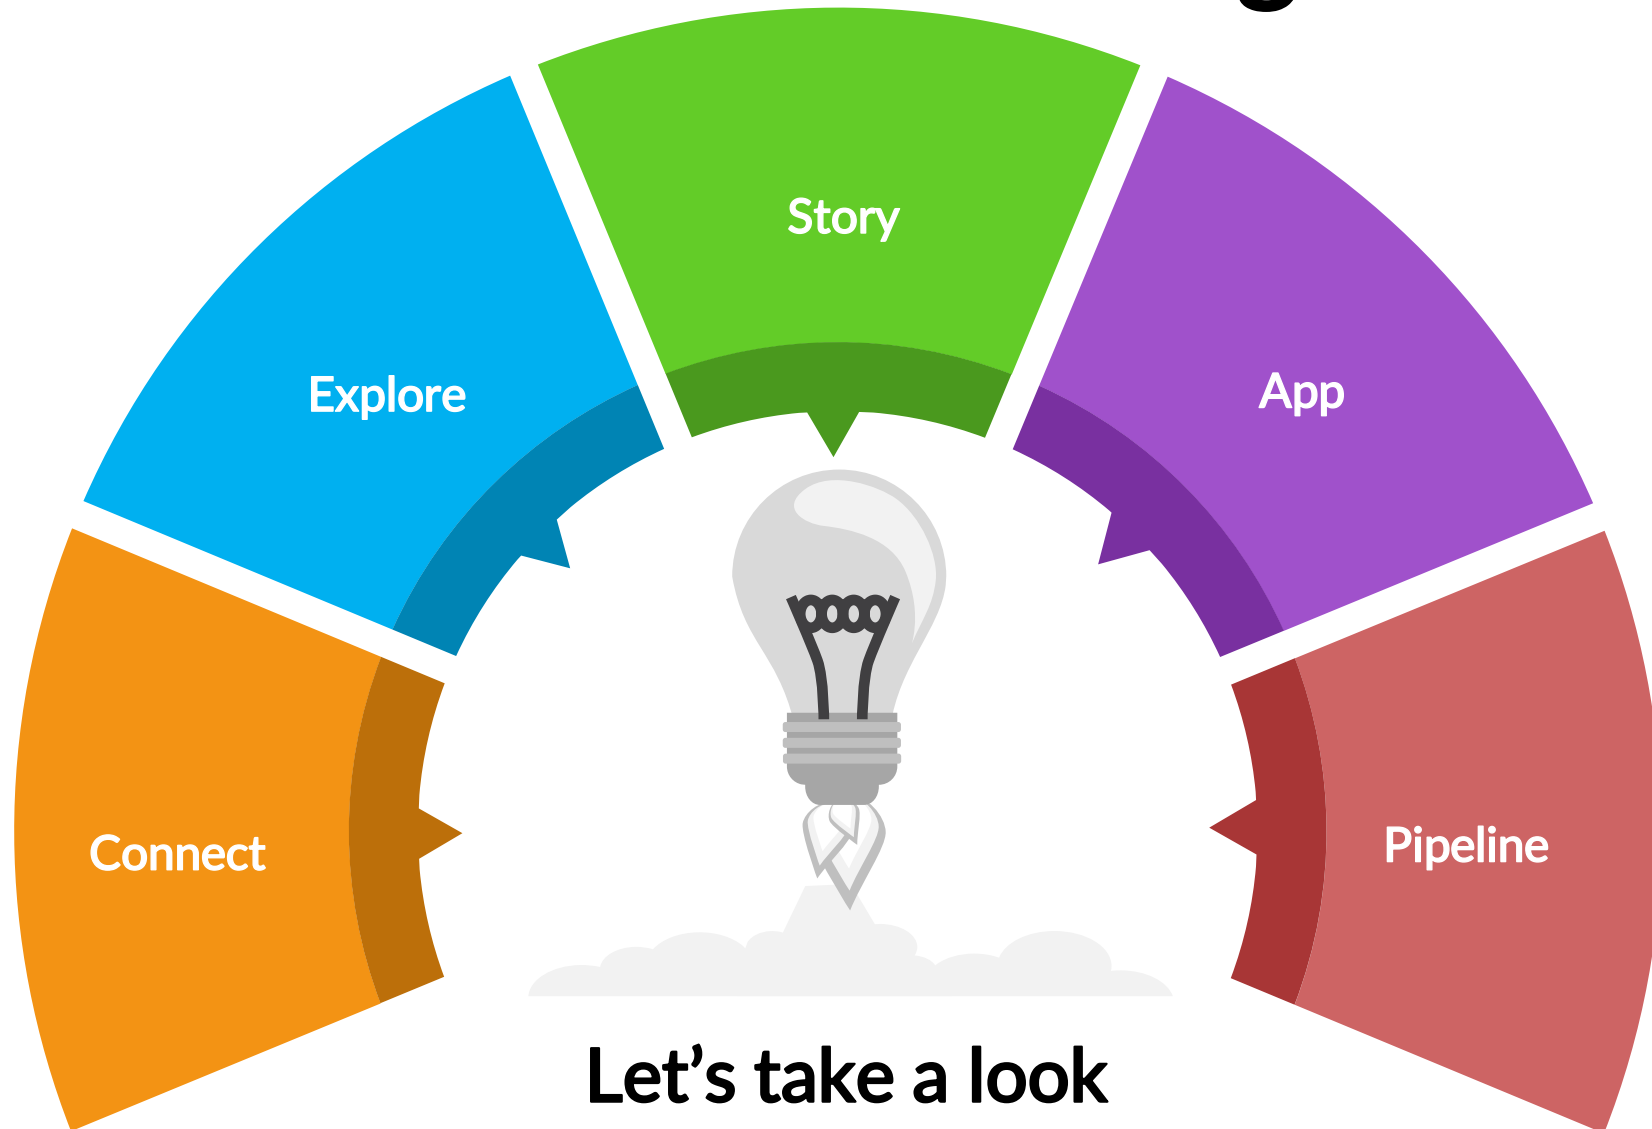 Story
Explore
App
Connect
Pipeline
Let’s take a look